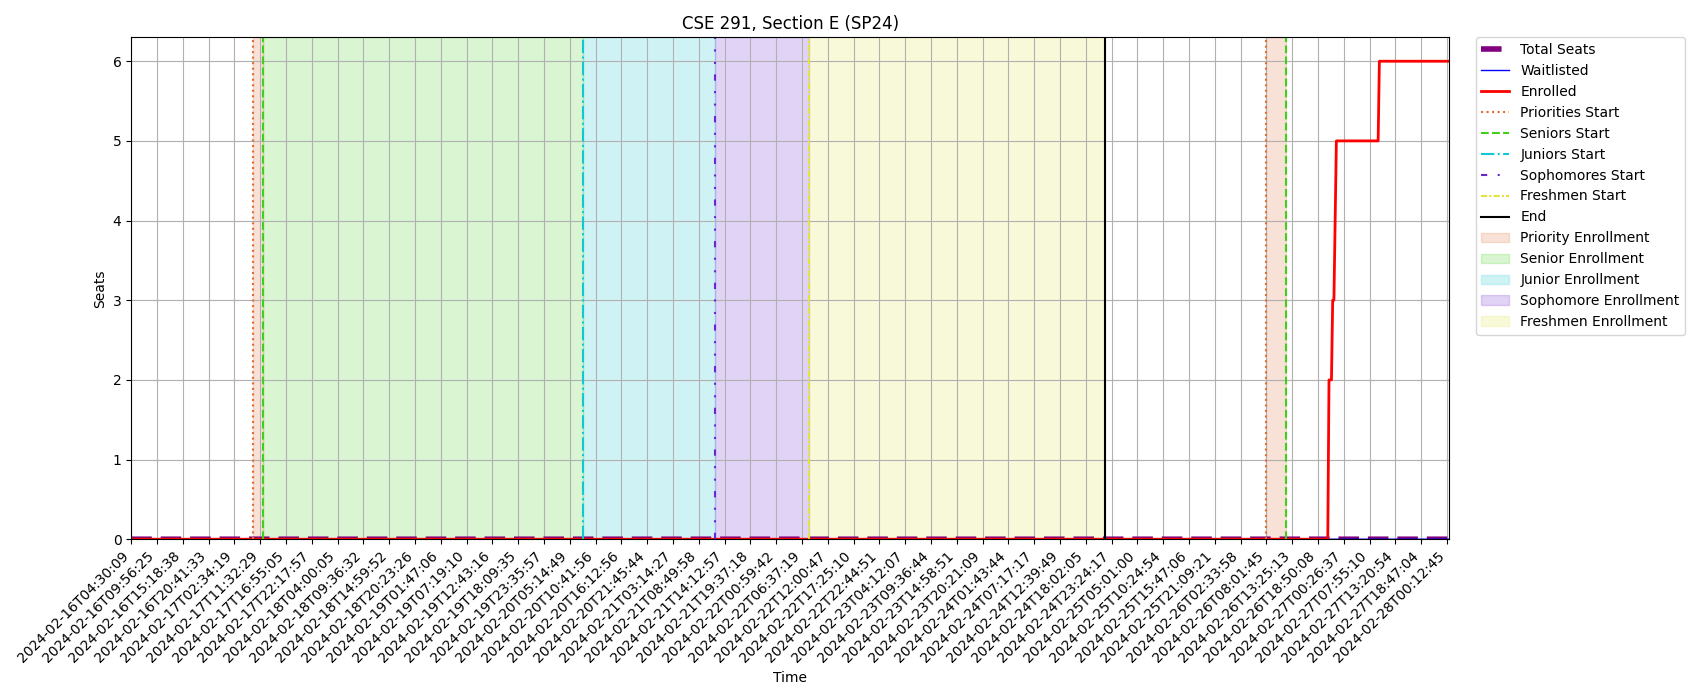 CSE 291, Section E (SP24)
Seats
6
5
4
3
2
1
0
2024-02-16T04:30:09
2024-02-16T09:56:25
2024-02-16T15:18:38
2024-02-16T20:41:33
2024-02-17T02:34:19
2024-02-17T11:32:29
2024-02-17T16:55:05
2024-02-17T22:17:57
2024-02-18T04:00:05
2024-02-18T09:36:32
2024-02-18T14:59:52
2024-02-18T20:23:26
2024-02-19T01:47:06
2024-02-19T07:19:10
2024-02-19T12:43:16
2024-02-19T18:09:35
2024-02-19T23:35:57
2024-02-20T05:14:49
2024-02-20T10:41:56
2024-02-20T16:12:56
2024-02-20T21:45:44
2024-02-21T03:14:27
2024-02-21T08:49:58
2024-02-21T14:12:57
2024-02-21T19:37:18
2024-02-22T00:59:42
2024-02-22T06:37:19
2024-02-22T12:00:47
2024-02-22T17:25:10
2024-02-22T22:44:51
2024-02-23T04:12:07
2024-02-23T09:36:44
2024-02-23T14:58:51
2024-02-23T20:21:09
2024-02-24T01:43:44
2024-02-24T07:17:17
2024-02-24T12:39:49
2024-02-24T18:02:05
2024-02-24T23:24:17
2024-02-25T05:01:00
2024-02-25T10:24:54
2024-02-25T15:47:06
2024-02-25T21:09:21
2024-02-26T02:33:58
2024-02-26T08:01:45
2024-02-26T13:25:13
2024-02-26T18:50:08
2024-02-27T00:26:37
2024-02-27T07:55:10
2024-02-27T13:20:54
2024-02-27T18:47:04
2024-02-28T00:12:45
Time
Total Seats
Waitlisted
Enrolled
Priorities Start
Seniors Start
Juniors Start
Sophomores Start
Freshmen Start
End
Priority Enrollment
Senior Enrollment
Junior Enrollment
Sophomore Enrollment
Freshmen Enrollment